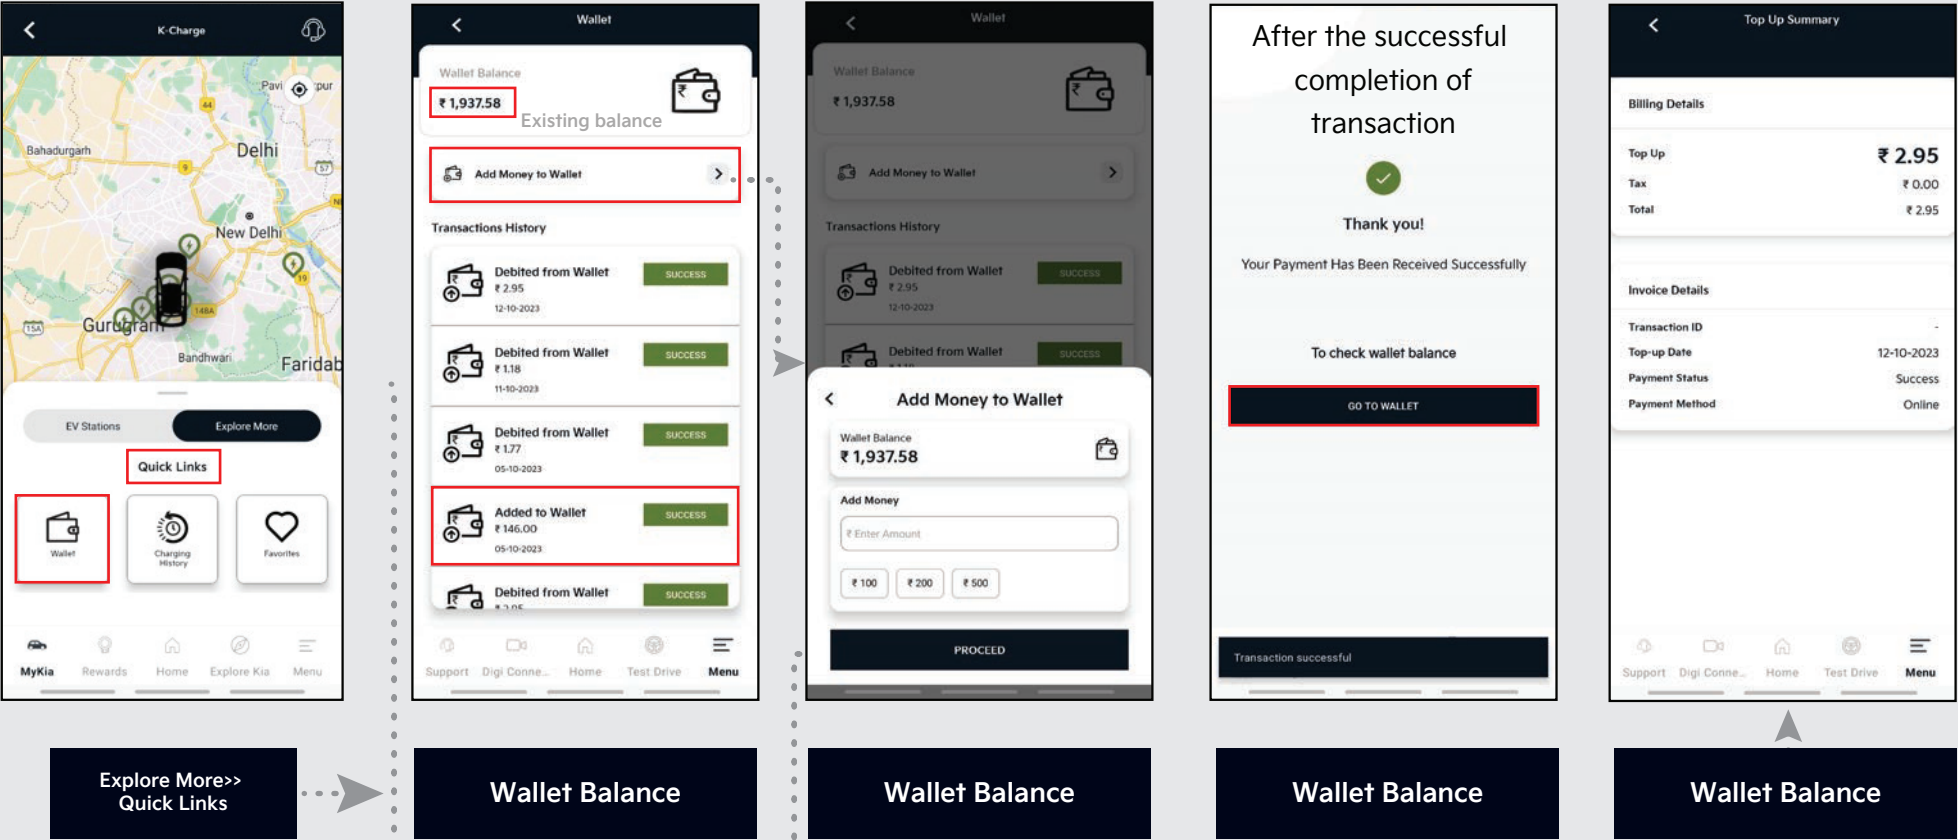 K-Charge
Pavi
pur
44
Bahadurgarh
Delhi
9
57
New Delhi
19
148A
15A
Gurugram
Bandhwari
Faridab
EV Stations
Explore More
Quick Links
Wallet
Charging
History
Favorites
MyKia
Rewards
Home
Explore Kia
Menu
Explore More>>
Quick Links
Wallet
Wallet Balance
₹ 1,937.58
Existing balance
Add Money to Wallet
Transactions History
Debited from Wallet
₹ 2.95
12-10-2023
SUCCESS
Debited from Wallet
₹ 1.18
11-10-2023
SUCCESS
Debited from Wallet
₹ 1.77
05-10-2023
SUCCESS
Added to Wallet
₹ 146.00
05-10-2023
SUCCESS
Debited from Wallet
SUCCESS
Support
Digi Conne...
Home
Test Drive
Menu
Wallet Balance
Wallet
Wallet Balance
₹ 1,937.58
Add Money to Wallet
Transactions History
Debited from Wallet
₹ 2.95
12-10-2023
SUCCESS
Debited from Wallet
SUCCESS
Add Money to Wallet
Wallet Balance
₹ 1,937.58
Add Money
₹ Enter Amount
₹ 100
₹ 200
₹ 500
PROCEED
Wallet Balance
After the successful
completion of
transaction
Thank you!
Your Payment Has Been Received Successfully
To check wallet balance
GO TO WALLET
Transaction successful
Wallet Balance
Top Up Summary
Billing Details
Top Up ₹ 2.95
Tax ₹ 0.00
Total ₹ 2.95
Invoice Details
Transaction ID -
Top-up Date 12-10-2023
Payment Status Success
Payment Method Online
Support
Digi Conne...
Home
Test Drive
Menu
Wallet Balance